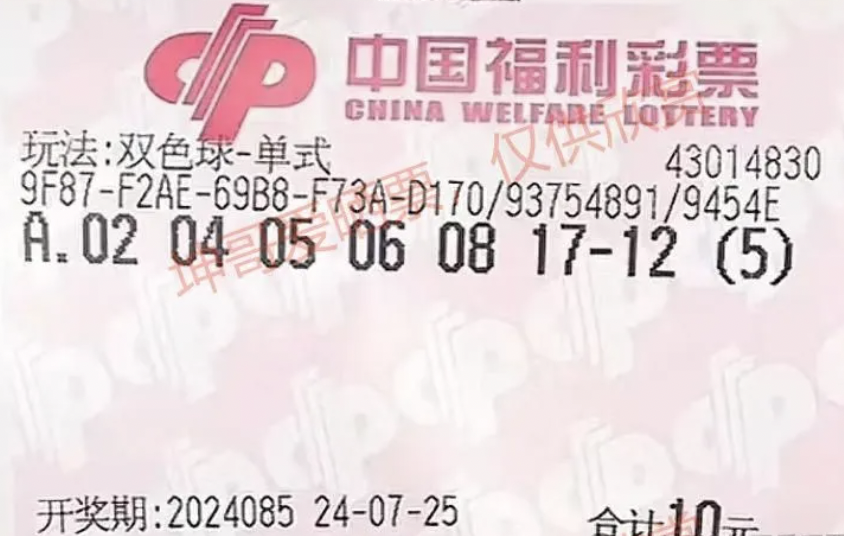 中国福利彩票
CHINA WELFARE LOTTERY
玩法:双色球-单式 43014830
9F87-F2AE-69B8-F73A-D170/93754891/9454E
A.02 04 05 06 08 17-12 (5)
坤哥爱晒票,仅供欣赏
开奖期:2024085 24-07-25 合计10元